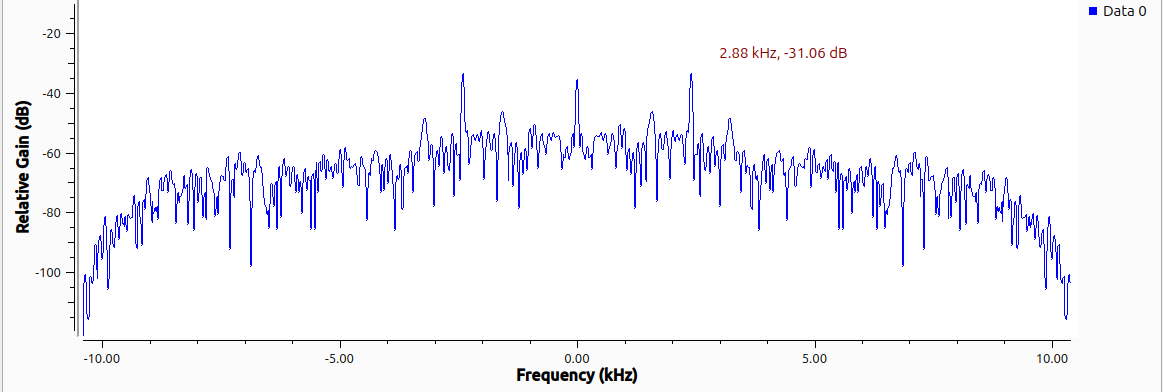 Data 0
2.88 kHz, -31.06 dB
Relative Gain (dB)
-20
-40
-60
-80
-100
-10.00
-5.00
0.00
5.00
10.00
Frequency (kHz)